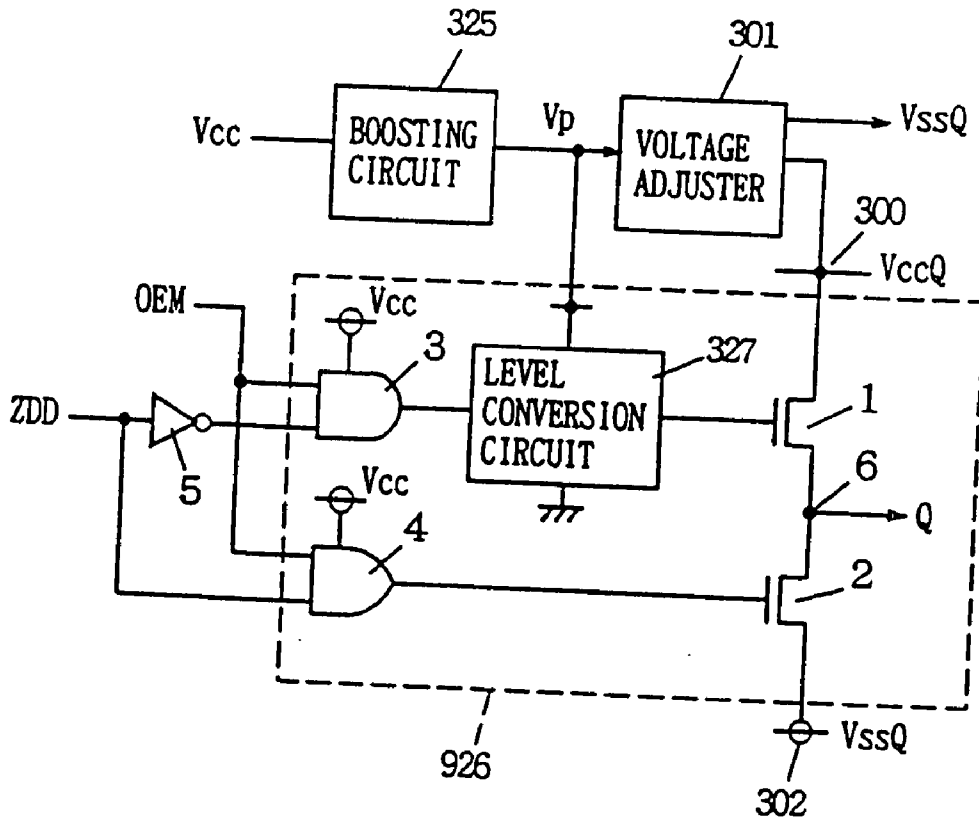 325
301
Vcc
BOOSTING
CIRCUIT
Vp
VOLTAGE
ADJUSTER
VssQ
300
VccQ
OEM
Vcc
3
LEVEL
CONVERSION
CIRCUIT
327
1
ZDD
5
6
Q
Vcc
4
2
926
VssQ
302